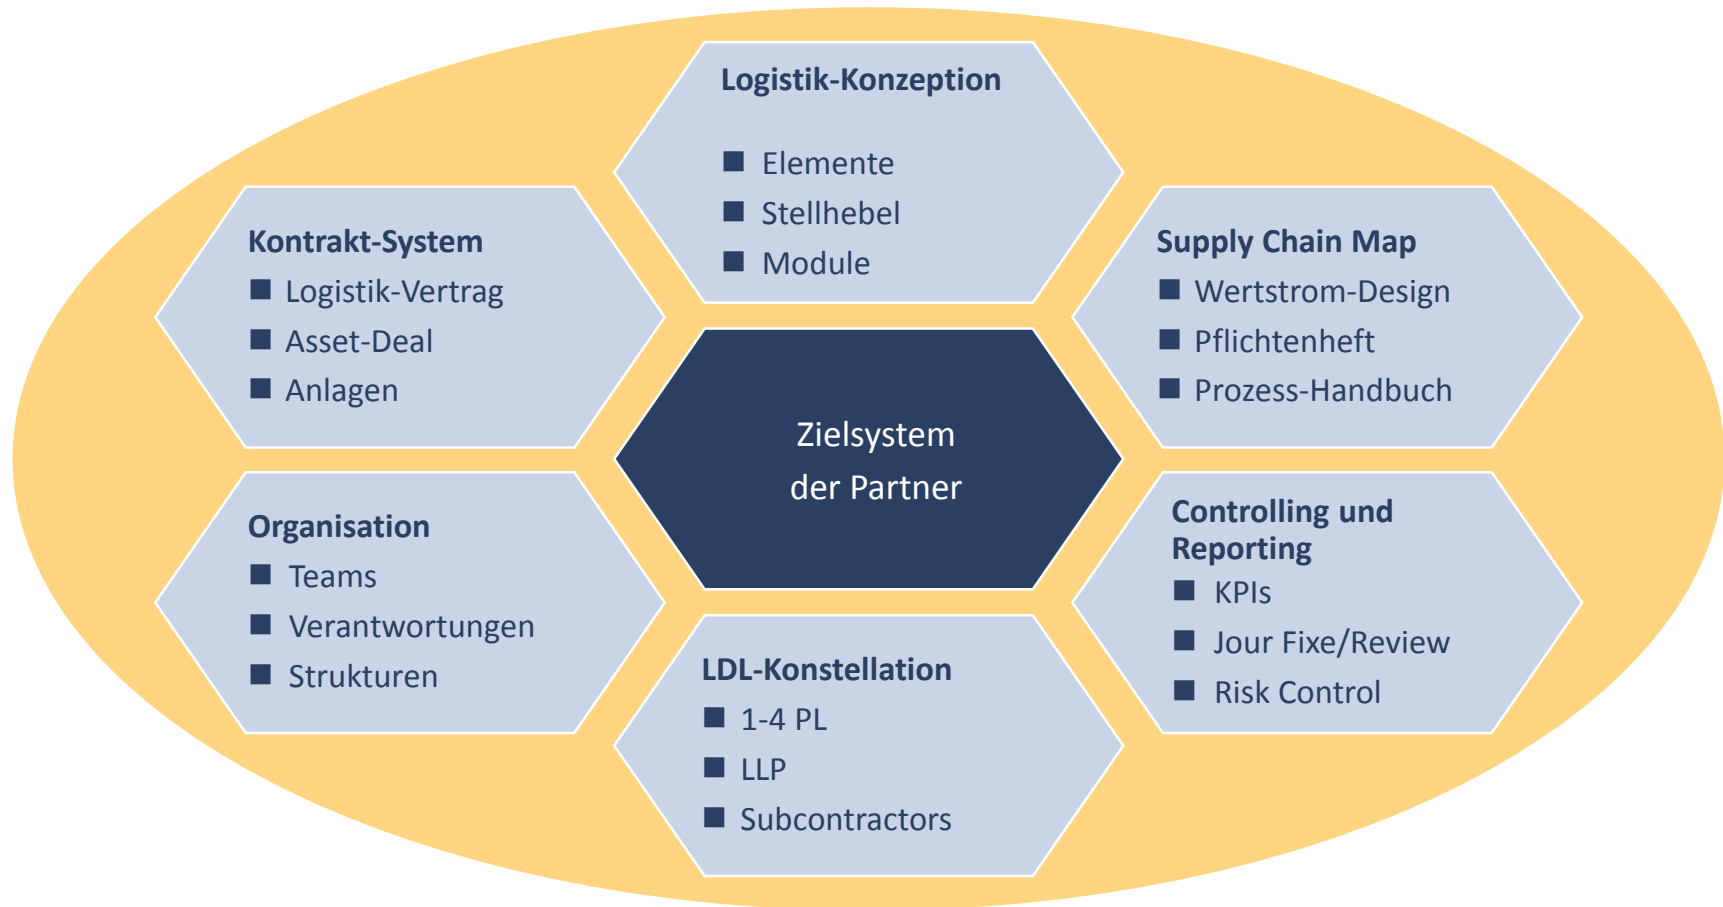 Logistik-Konzeption
■ Elemente
■ Stellhebel
■ Module
Kontrakt-System
■ Logistik-Vertrag
■ Asset-Deal
■ Anlagen
Supply Chain Map
■ Wertstrom-Design
■ Pflichtenheft
■ Prozess-Handbuch
Zielsystem
der Partner
Organisation
■ Teams
■ Verantwortungen
■ Strukturen
Controlling und
Reporting
■ KPIs
■ Jour Fixe/Review
■ Risk Control
LDL-Konstellation
■ 1-4 PL
■ LLP
■ Subcontractors